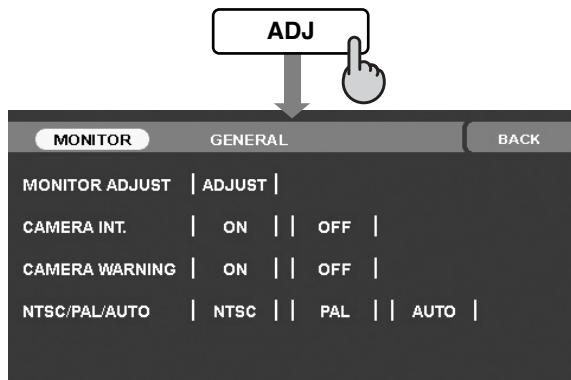 ADJ
MONITOR GENERAL BACK
MONITOR ADJUST | ADJUST |
CAMERA INT. | ON | | OFF |
CAMERA WARNING | ON | | OFF |
NTSC/PAL/AUTO | NTSC | | PAL | | AUTO |